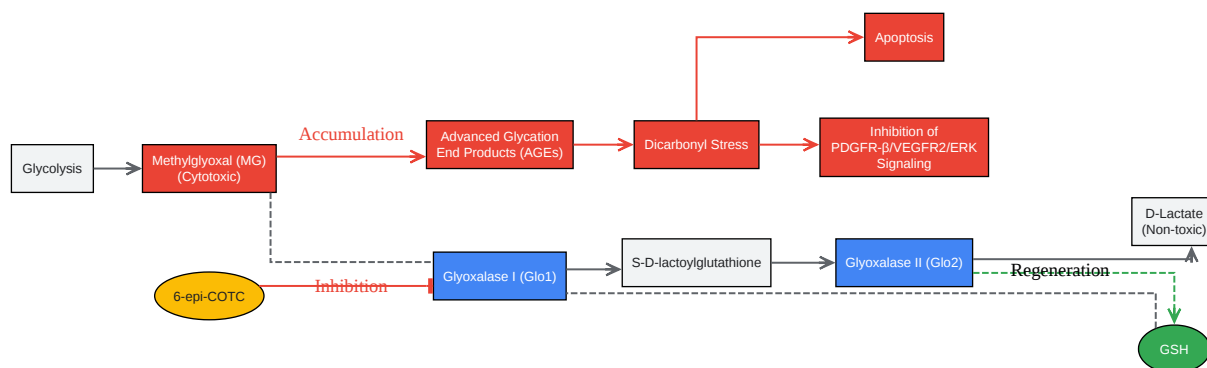 Apoptosis
Accumulation
Advanced Glycation
End Products (AGEs)
Dicarbonyl Stress
Inhibition of
PDGFR-β/VEGFR2/ERK
Signaling
Glycolysis
Methylglyoxal (MG)
(Cytotoxic)
D-Lactate
(Non-toxic)
Glyoxalase I (Glo1)
S-D-lactoylglutathione
Glyoxalase II (Glo2)
Regeneration
6-epi-COTC
Inhibition
GSH